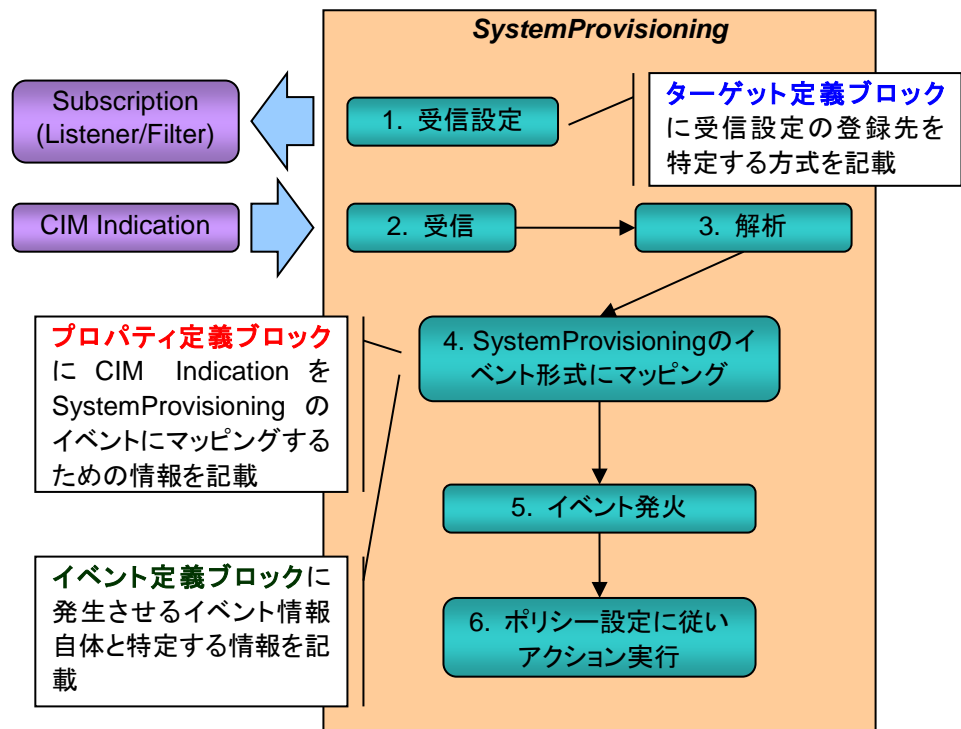 SystemProvisioning
Subscription
(Listener/Filter)
1. 受信設定
ターゲット定義ブロック
に受信設定の登録先を
特定する方式を記載
CIM Indication
2. 受信
3. 解析
プロパティ定義ブロック
に CIM Indication を
SystemProvisioning の
イベントにマッピングする
ための情報を記載
4. SystemProvisioningのイ
ベント形式にマッピング
5. イベント発火
イベント定義ブロックに
発生させるイベント情報
自体と特定する情報を記
載
6. ポリシー設定に従い
アクション実行